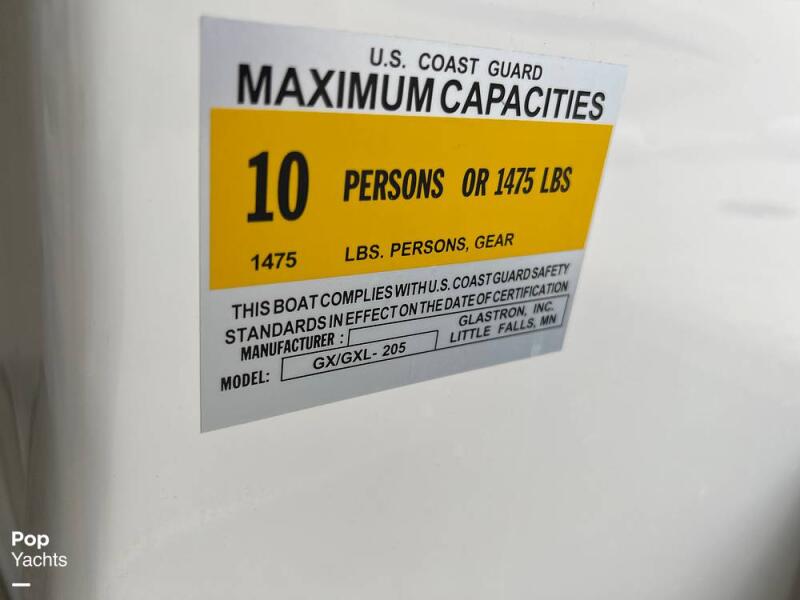 U.S. COAST GUARD
MAXIMUM CAPACITIES
10 PERSONS OR 1475 LBS
1475 LBS. PERSONS, GEAR
THIS BOAT COMPLIES WITH U.S. COAST GUARD SAFETY
STANDARDS IN EFFECT ON THE DATE OF CERTIFICATION
MANUFACTURER : GLASTRON, INC.
LITTLE FALLS, MN
MODEL: GX/GXL- 205
Pop
Yachts